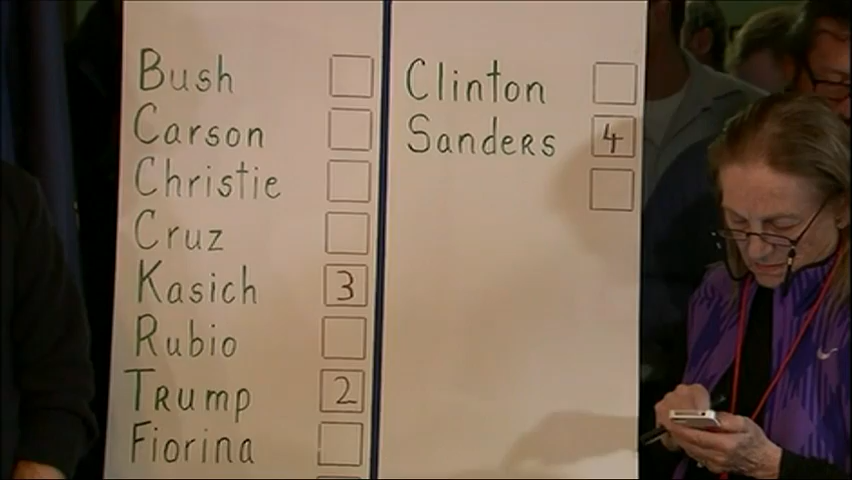 Bush
Carson
Christie
Cruz
Kasich 3
Rubio
Trump 2
Fiorina
Clinton
Sanders 4